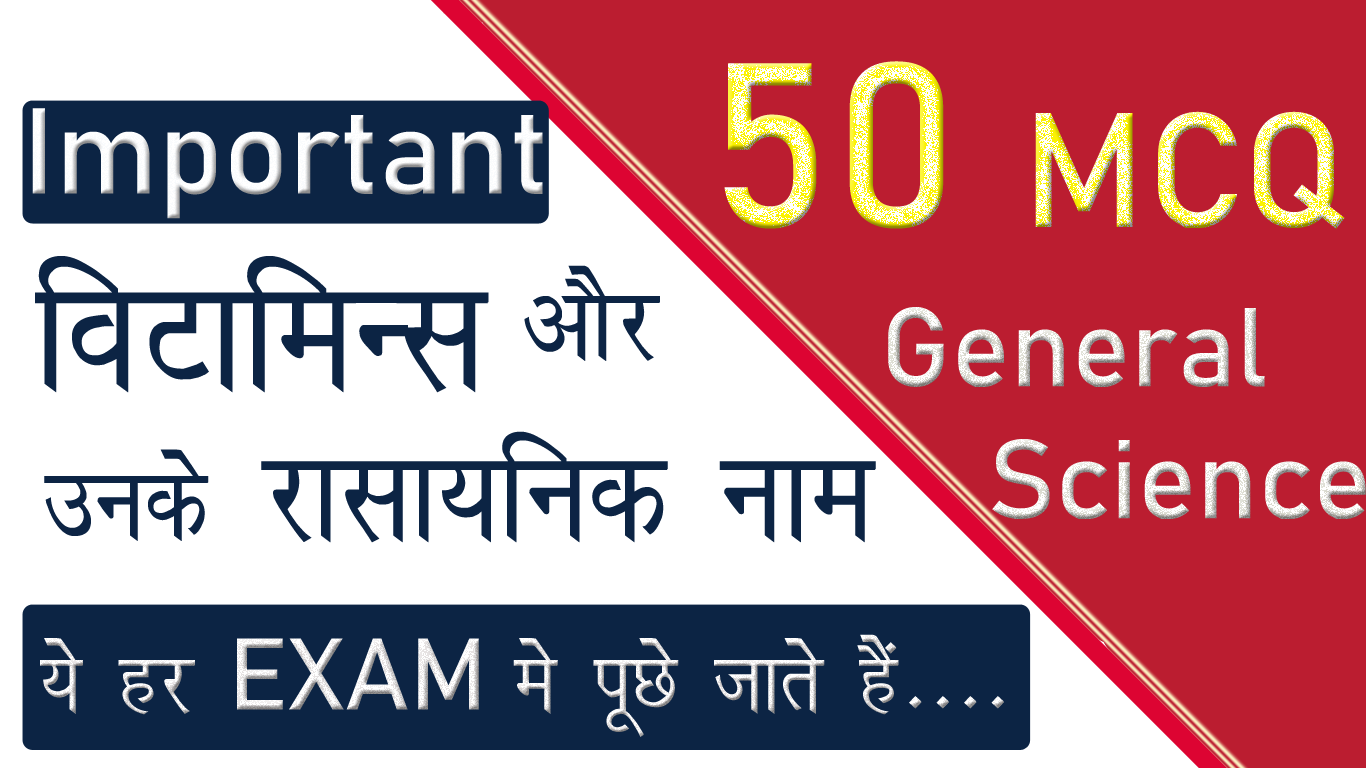 Important
विटामिन्स और
उनके रासायनिक नाम
ये हर EXAM मे पूछे जाते हैं....
50 MCQ
General
Science